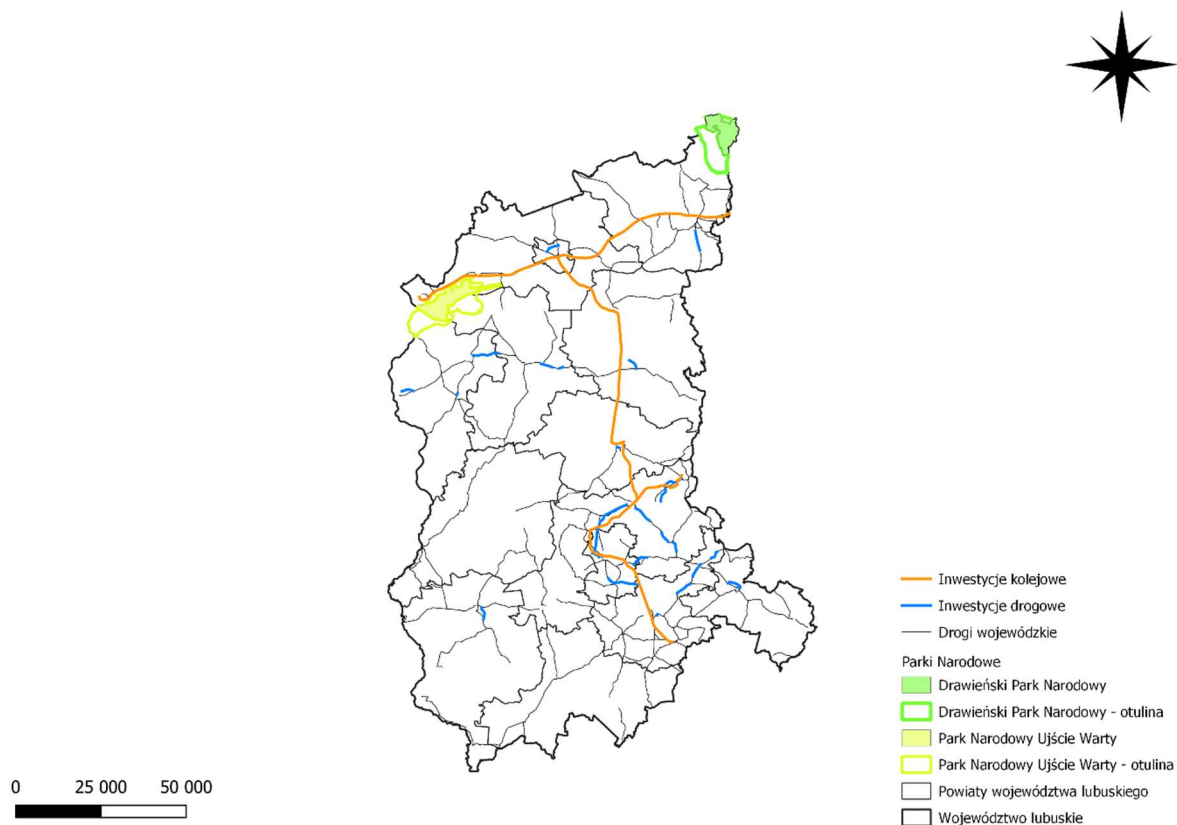 Inwestycje kolejowe
Inwestycje drogowe
Drogi wojewódzkie
Parki Narodowe
Drawieński Park Narodowy
Drawieński Park Narodowy - otulina
Park Narodowy Ujście Warty
Park Narodowy Ujście Warty - otulina
Powiaty województwa lubuskiego
Województwo lubuskie
0 25 000 50 000